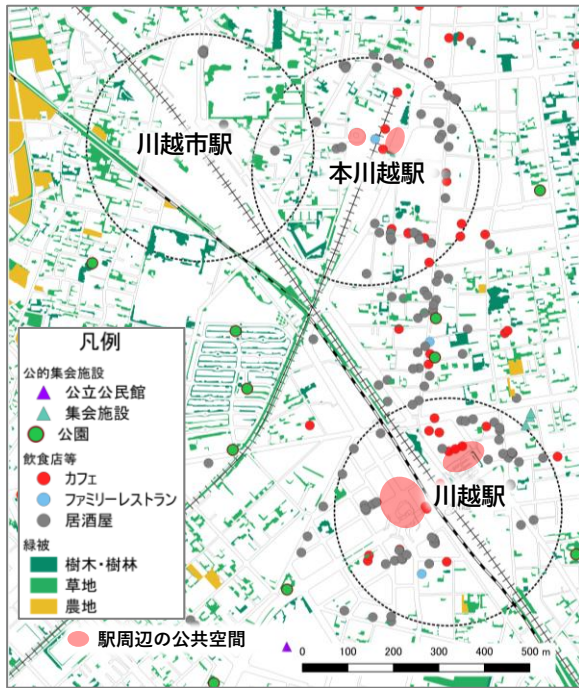 川越市駅
本川越駅
凡例
公的集会施設
公立公民館
集会施設
公園
飲食店等
カフェ
ファミリーレストラン
居酒屋
緑被
樹木・樹林
草地
農地
川越駅
駅周辺の公共空間
0 100 200 300 400 500 m